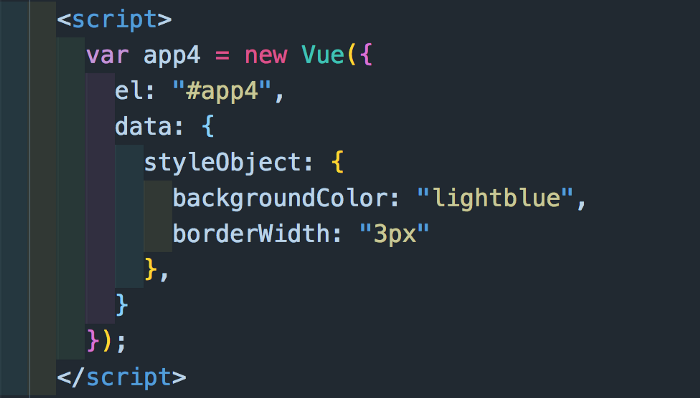 <script>
var app4 = new Vue({
el: "#app4",
data: {
styleObject: {
backgroundColor: "lightblue",
borderWidth: "3px"
},
}
});
</script>